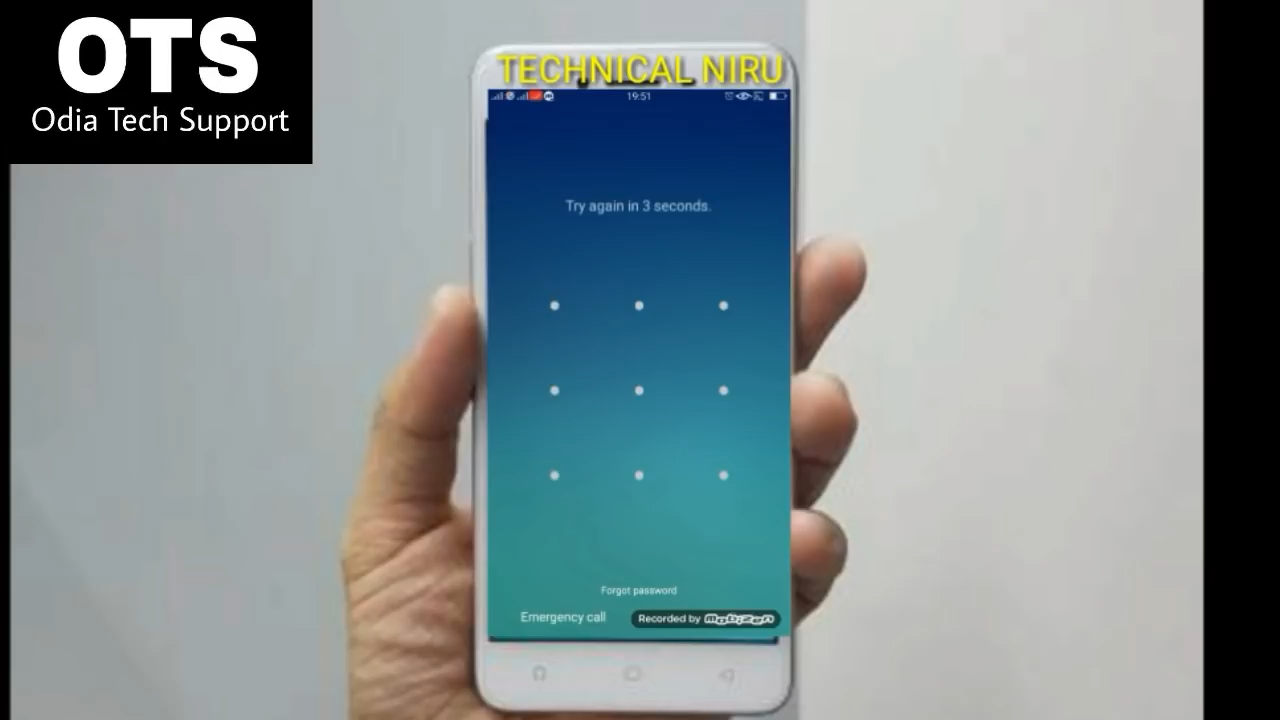 OTS
Odia Tech Support
TECHNICAL NIRU
19:51
Try again in 3 seconds.
Forgot password
Emergency call
Recorded by mobizen